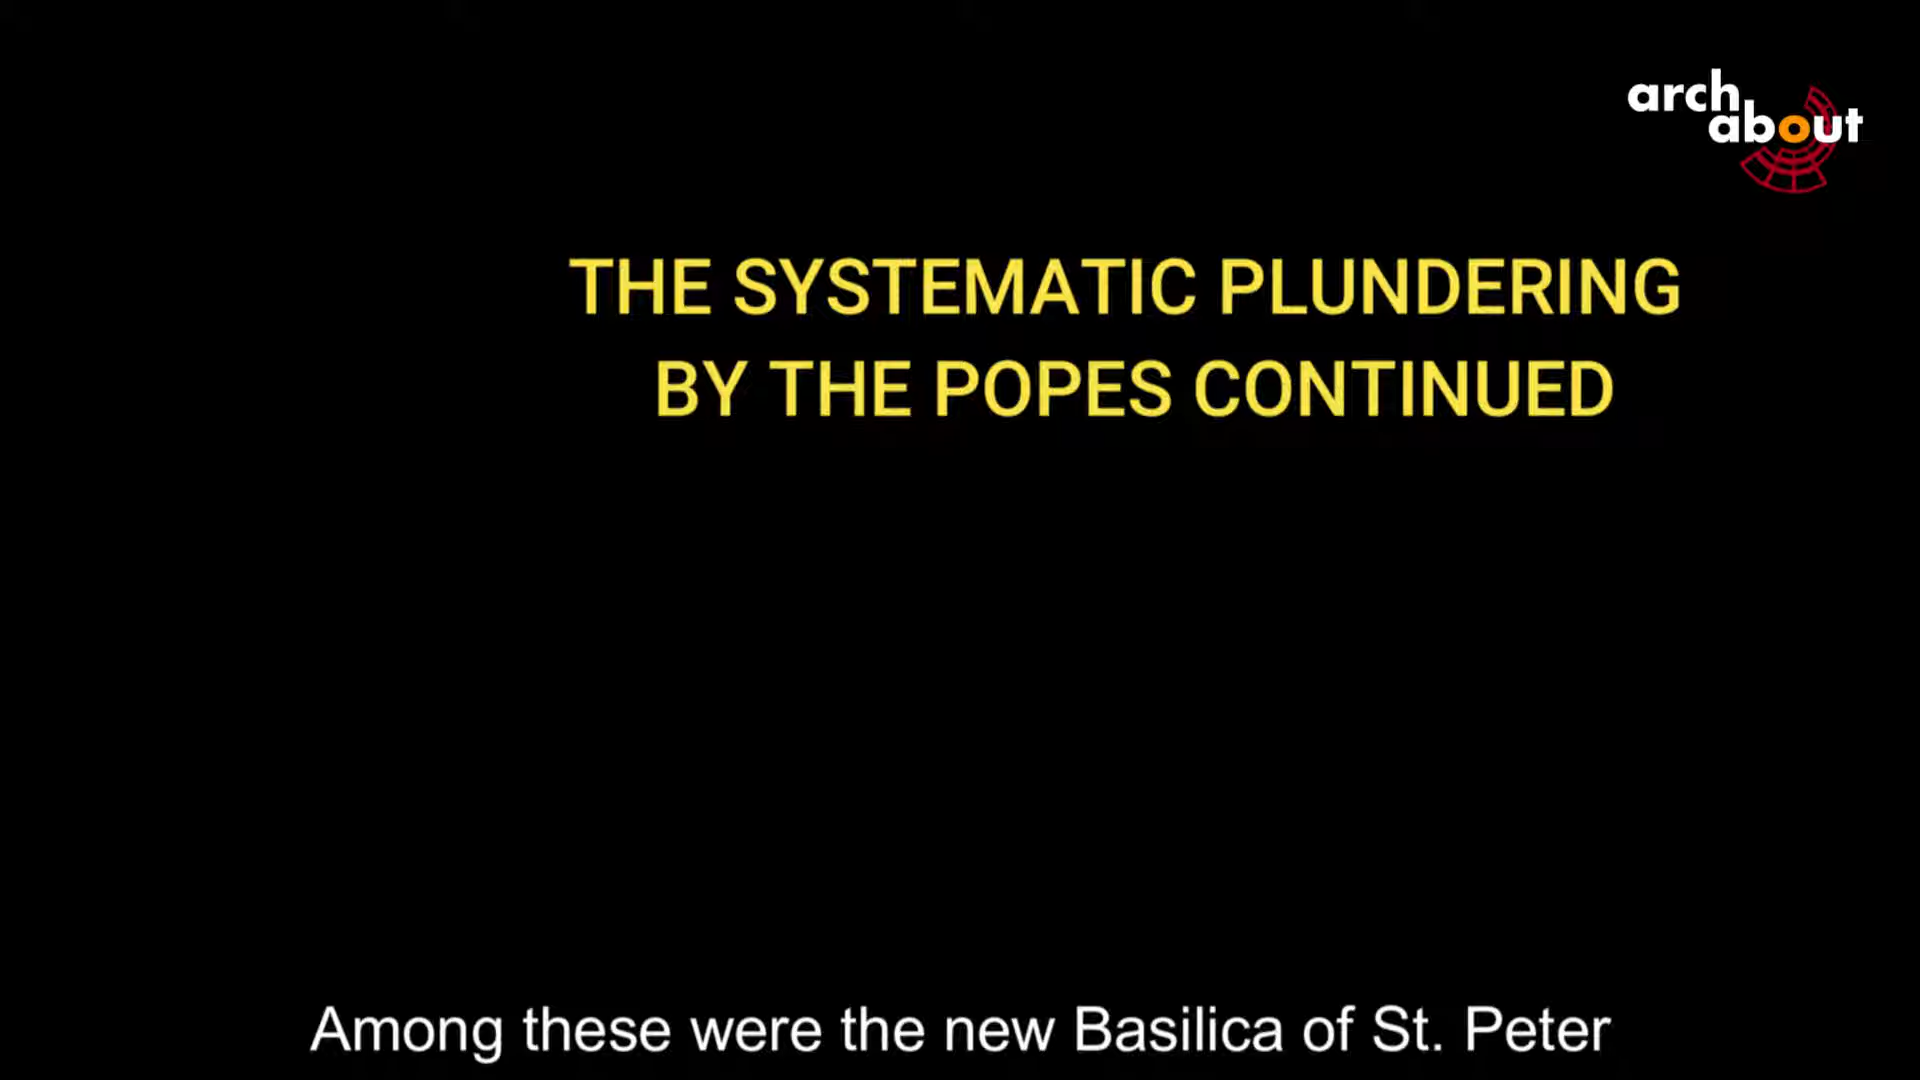 arch
about
THE SYSTEMATIC PLUNDERING
BY THE POPES CONTINUED
Among these were the new Basilica of St. Peter